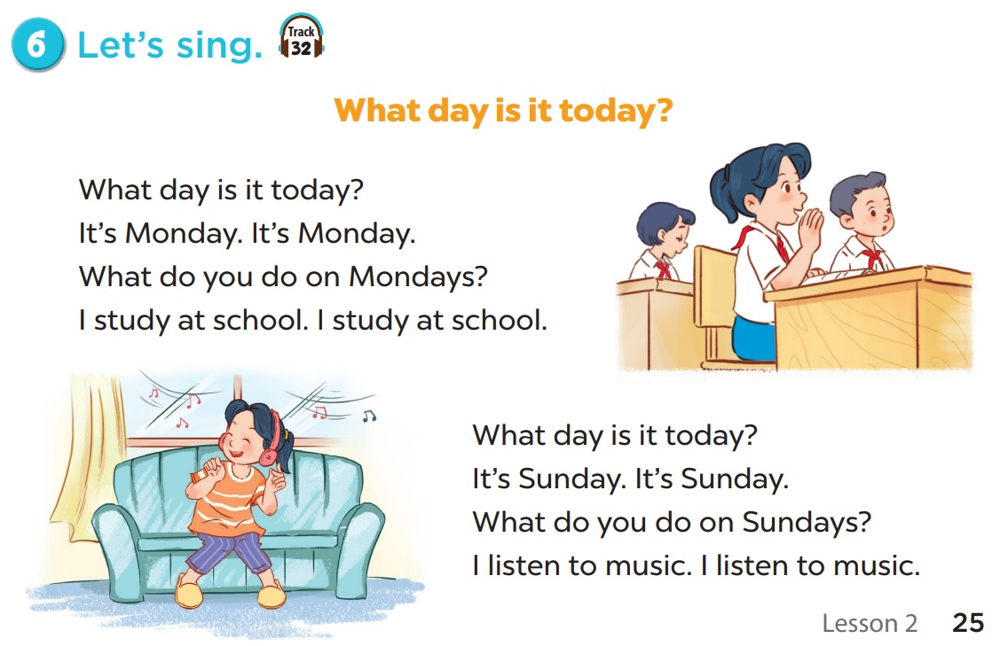 6 Let's sing. Track 32
What day is it today?
What day is it today?
It's Monday. It's Monday.
What do you do on Mondays?
I study at school. I study at school.
What day is it today?
It's Sunday. It's Sunday.
What do you do on Sundays?
I listen to music. I listen to music.
Lesson 2 25